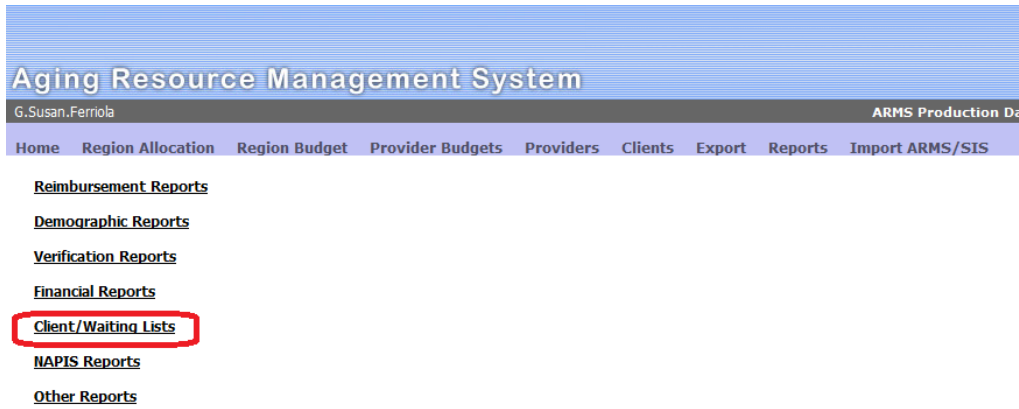 Aging Resource Management System
G.Susan.Ferriola ARMS Production Da
Home Region Allocation Region Budget Provider Budgets Providers Clients Export Reports Import ARMS/SIS
Reimbursement Reports
Demographic Reports
Verification Reports
Financial Reports
Client/Waiting Lists
NAPIS Reports
Other Reports